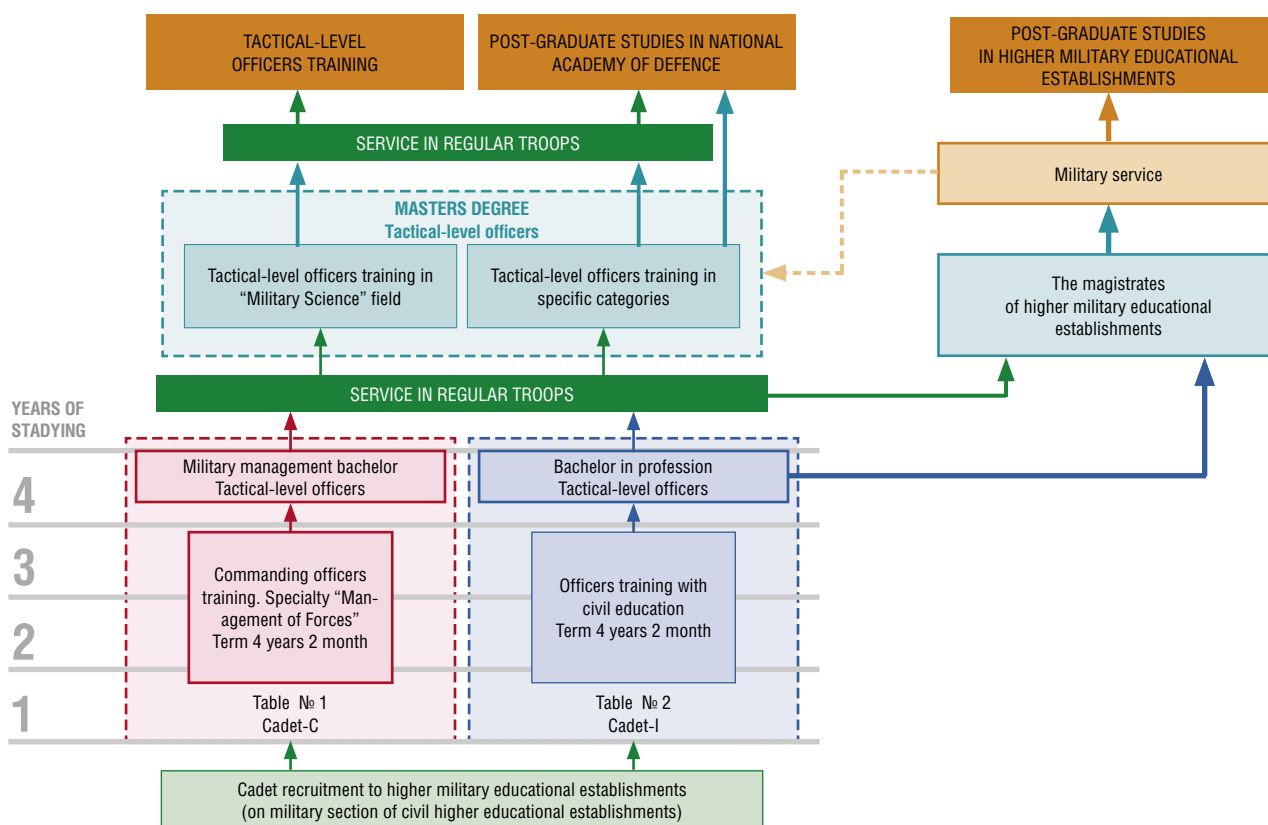 TACTICAL-LEVEL
OFFICERS TRAINING
POST-GRADUATE STUDIES IN NATIONAL
ACADEMY OF DEFENCE
POST-GRADUATE STUDIES
IN HIGHER MILITARY EDUCATIONAL
ESTABLISHMENTS
SERVICE IN REGULAR TROOPS
Military service
MASTERS DEGREE
Tactical-level officers
Tactical-level officers training in
“Military Science” field
Tactical-level officers training in
specific categories
The magistrates
of higher military educational
establishments
SERVICE IN REGULAR TROOPS
YEARS OF
STADYING
4
Military management bachelor
Tactical-level officers
Bachelor in profession
Tactical-level officers
3
2
Commanding officers
training. Specialty “Man-
agement of Forces”
Term 4 years 2 month
Officers training with
civil education
Term 4 years 2 month
1
Table № 1
Cadet-C
Table № 2
Cadet-I
Cadet recruitment to higher military educational establishments
(on military section of civil higher educational establishments)